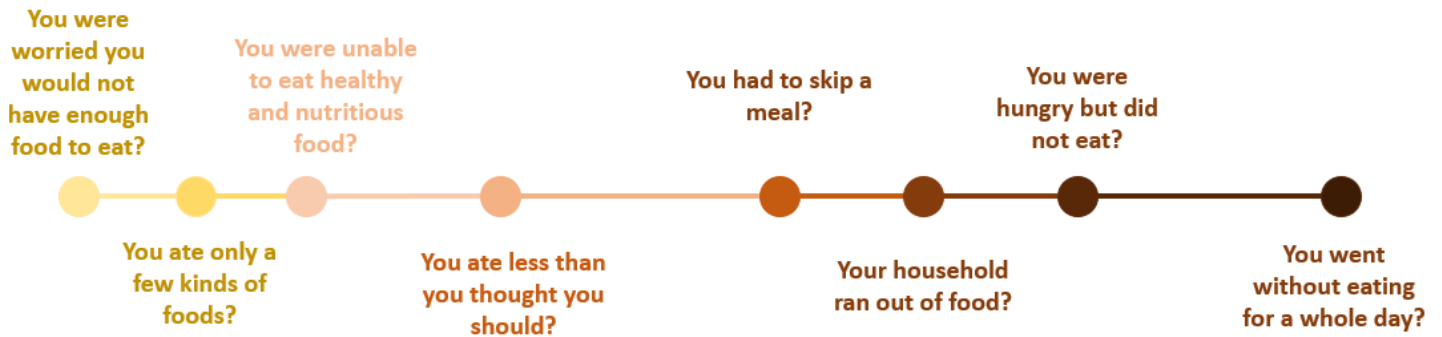 You were
worried you
would not
have enough
food to eat?
You ate only a
few kinds of
foods?
You were unable
to eat healthy
and nutritious
food?
You ate less than
you thought you
should?
You had to skip a
meal?
Your household
ran out of food?
You were
hungry but did
not eat?
You went
without eating
for a whole day?